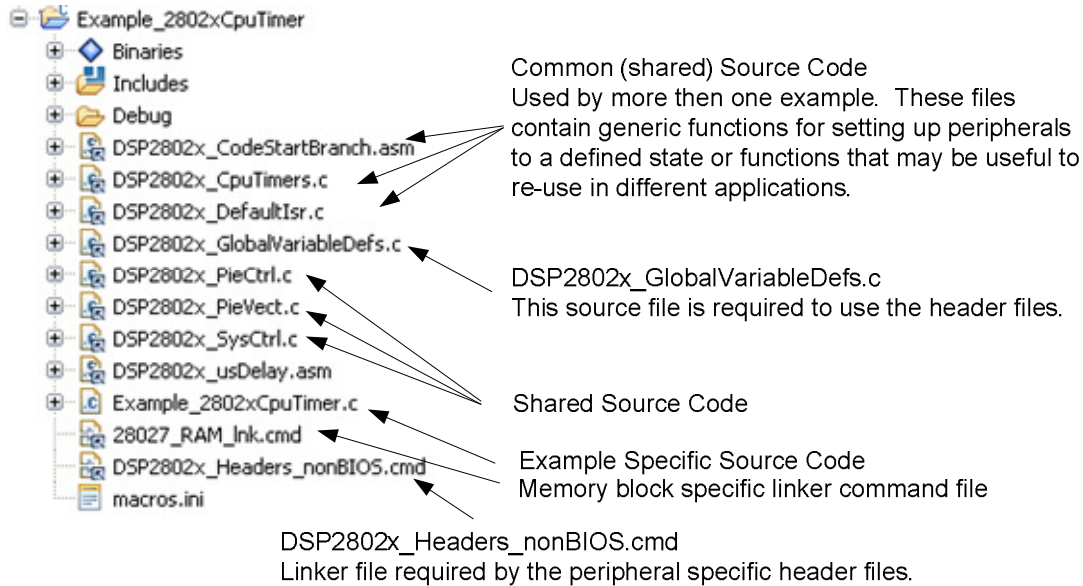 Example_2802xCpuTimer
Binaries
Includes
Debug
DSP2802x_CodeStartBranch.asm
DSP2802x_CpuTimers.c
DSP2802x_DefaultIsr.c
DSP2802x_GlobalVariableDefs.c
DSP2802x_PieCtrl.c
DSP2802x_PieVect.c
DSP2802x_SysCtrl.c
DSP2802x_usDelay.asm
Example_2802xCpuTimer.c
28027_RAM_lnk.cmd
DSP2802x_Headers_nonBIOS.cmd
macros.ini
Common (shared) Source Code
Used by more then one example.  These files
contain generic functions for setting up peripherals
to a defined state or functions that may be useful to
re-use in different applications.
DSP2802x_GlobalVariableDefs.c
This source file is required to use the header files.
Shared Source Code
Example Specific Source Code
Memory block specific linker command file
DSP2802x_Headers_nonBIOS.cmd
Linker file required by the peripheral specific header files.